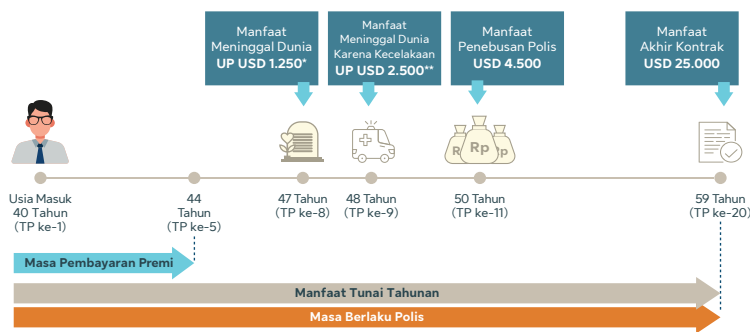 Manfaat
Meninggal Dunia
UP USD 1.250*
Manfaat
Meninggal Dunia
Karena Kecelakaan
UP USD 2.500**
Manfaat
Penebusan Polis
USD 4.500
Manfaat
Akhir Kontrak
USD 25.000
R
Rp
Rp
Usia Masuk
40 Tahun
(TP ke-1)
44
Tahun
(TP ke-5)
47 Tahun
(TP ke-8)
48 Tahun
(TP ke-9)
50 Tahun
(TP ke-11)
59 Tahun
(TP ke-20)
Masa Pembayaran Premi
Manfaat Tunai Tahunan
Masa Berlaku Polis